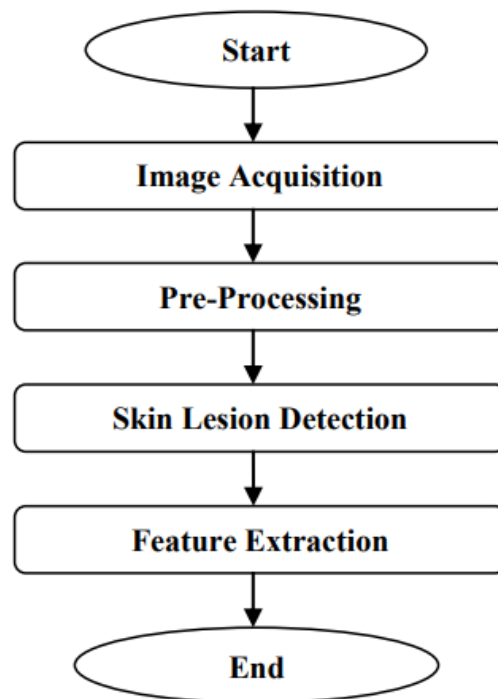 Start
Image Acquisition
Pre-Processing
Skin Lesion Detection
Feature Extraction
End